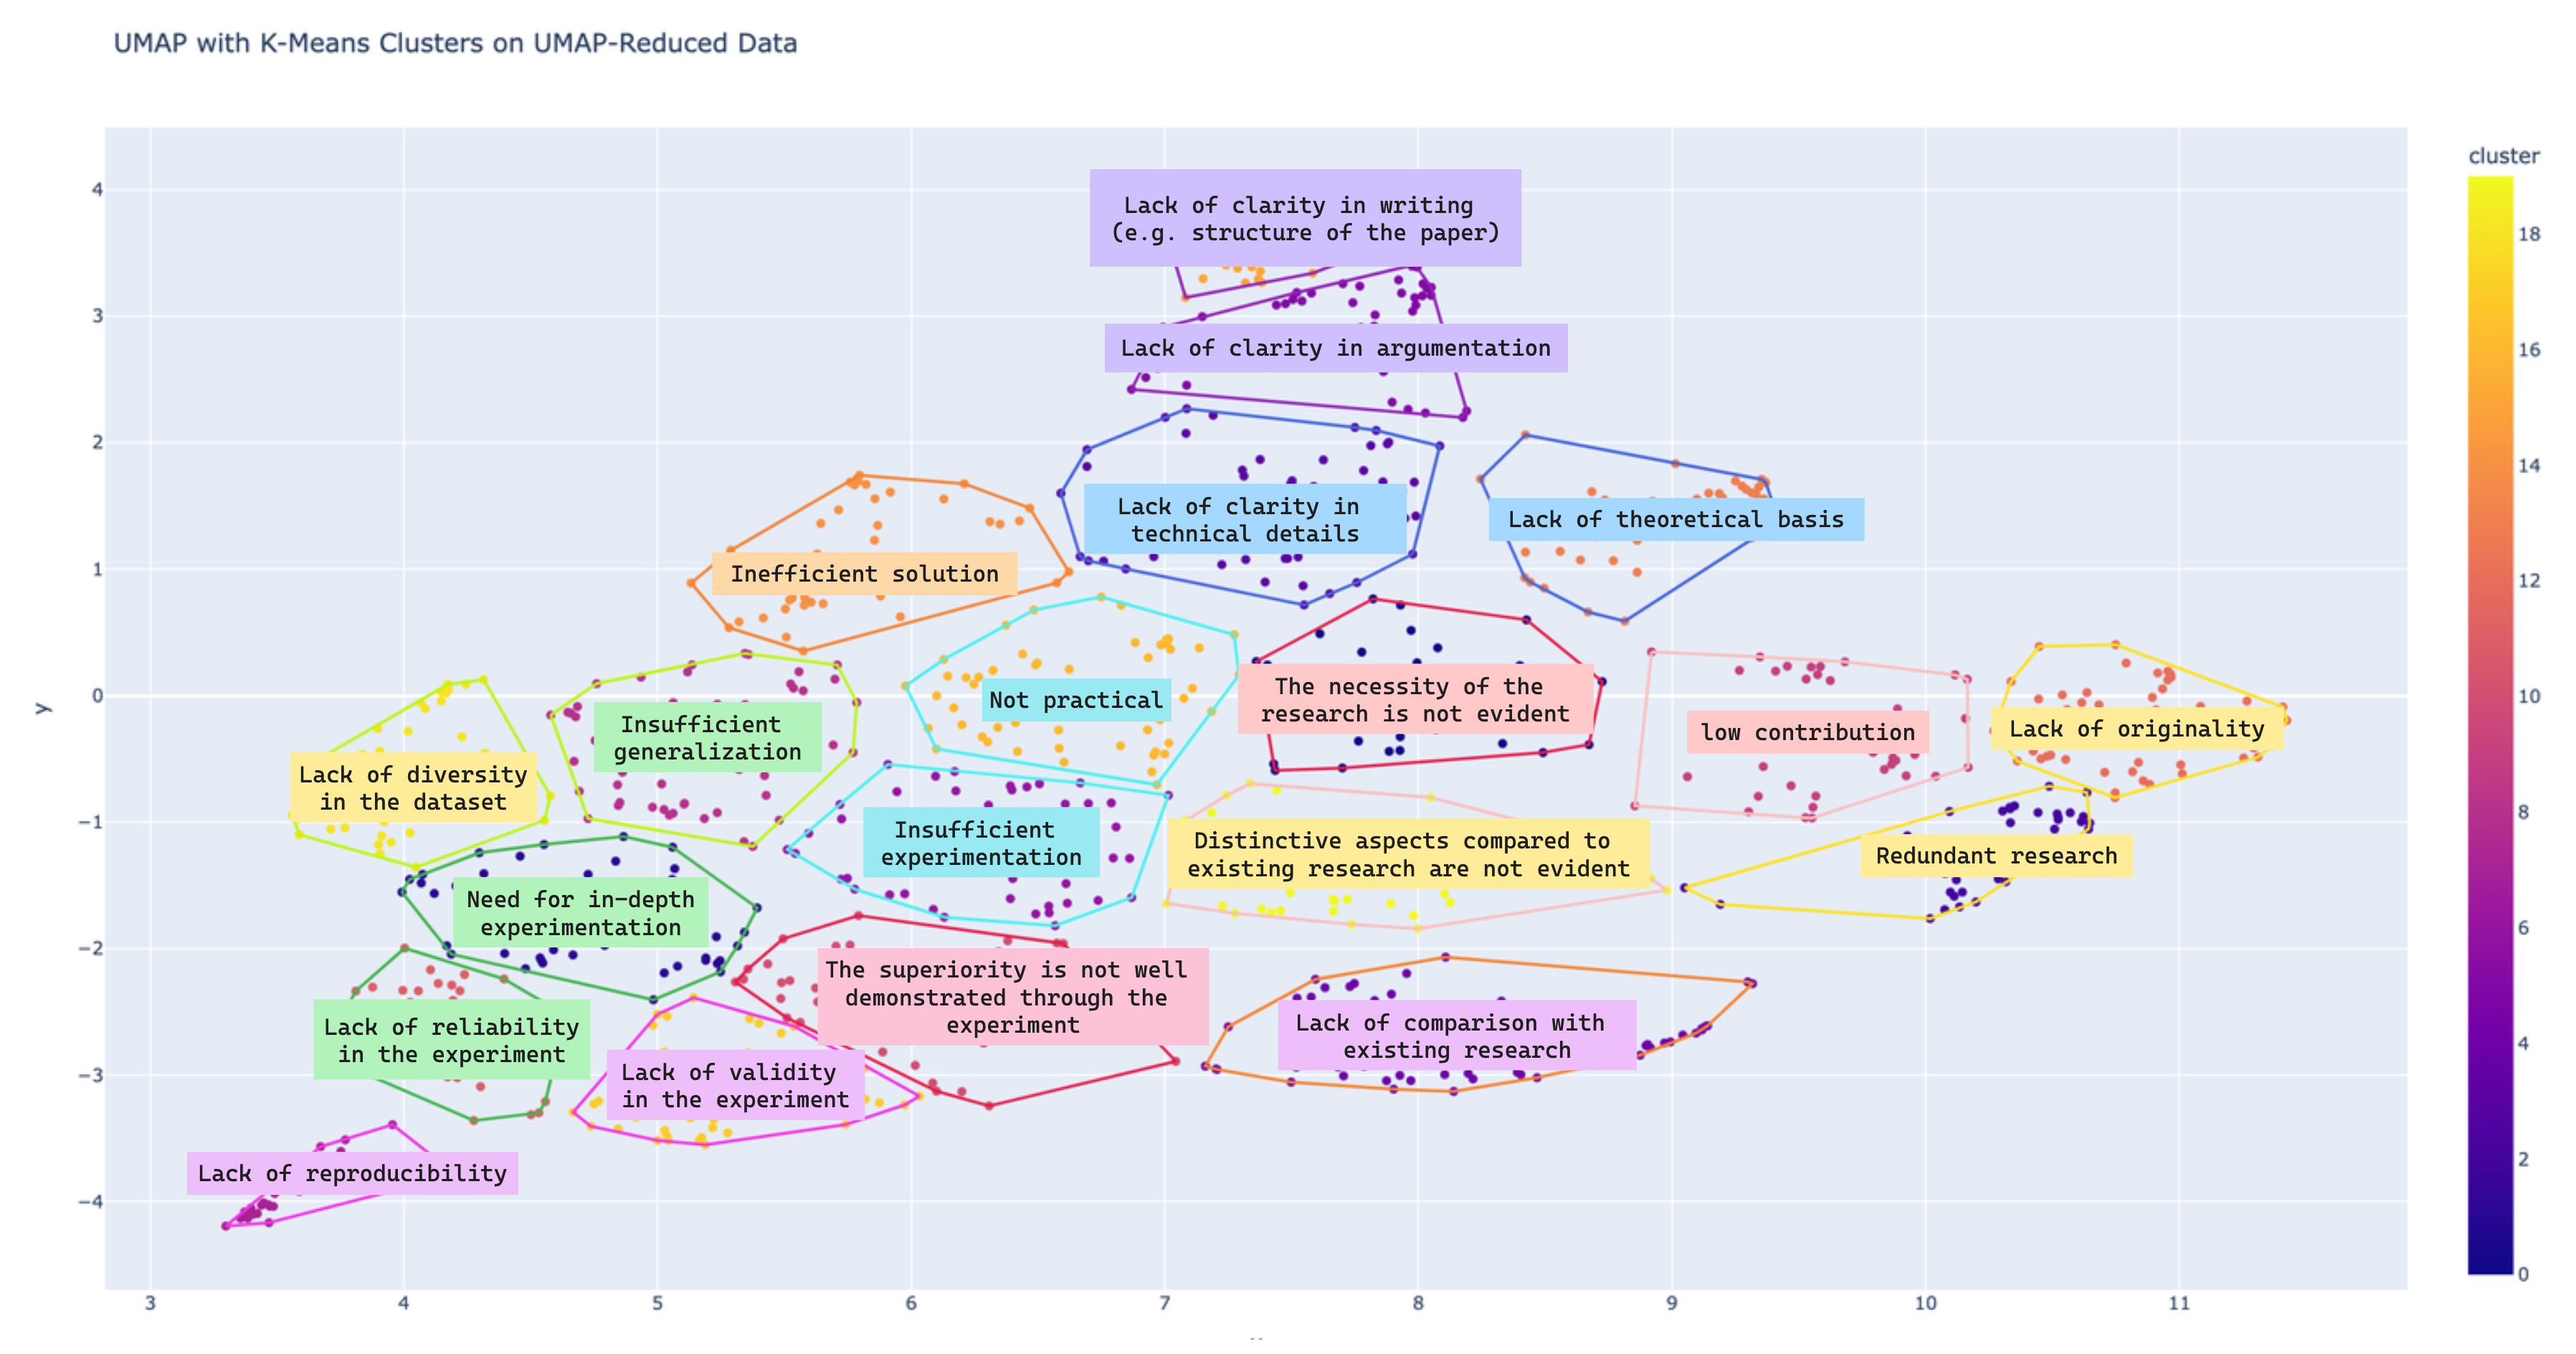 UMAP with K-Means Clusters on UMAP-Reduced Data
cluster
4
Lack of clarity in writing
(e.g. structure of the paper)
18
3
Lack of clarity in argumentation
16
2
14
Lack of clarity in
technical details
Lack of theoretical basis
1
Inefficient solution
12
0
Not practical
The necessity of the
research is not evident
10
y
Insufficient
generalization
low contribution
Lack of originality
Lack of diversity
in the dataset
8
−1
Insufficient
experimentation
Distinctive aspects compared to
existing research are not evident
Redundant research
Need for in-depth
experimentation
6
−2
The superiority is not well
demonstrated through the
experiment
Lack of reliability
in the experiment
Lack of comparison with
existing research
4
−3
Lack of validity
in the experiment
Lack of reproducibility
2
−4
0
3
4
5
6
7
8
9
10
11